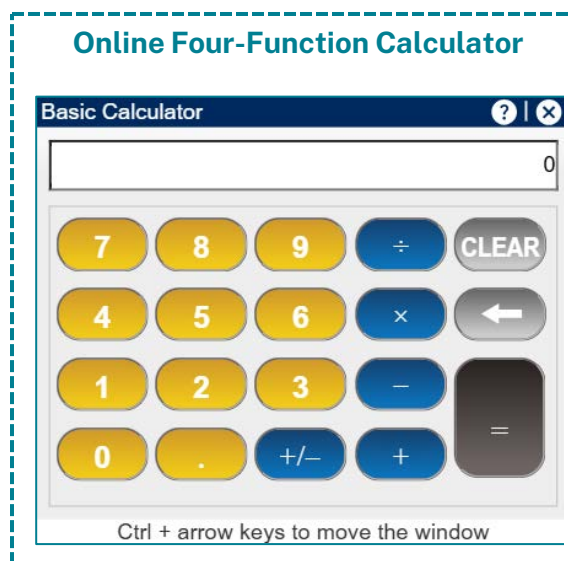 Online Four-Function Calculator
Basic Calculator ? |
0
7 8 9 ÷ CLEAR
4 5 6 ×
1 2 3 −
0 . +/− + =
Ctrl + arrow keys to move the window